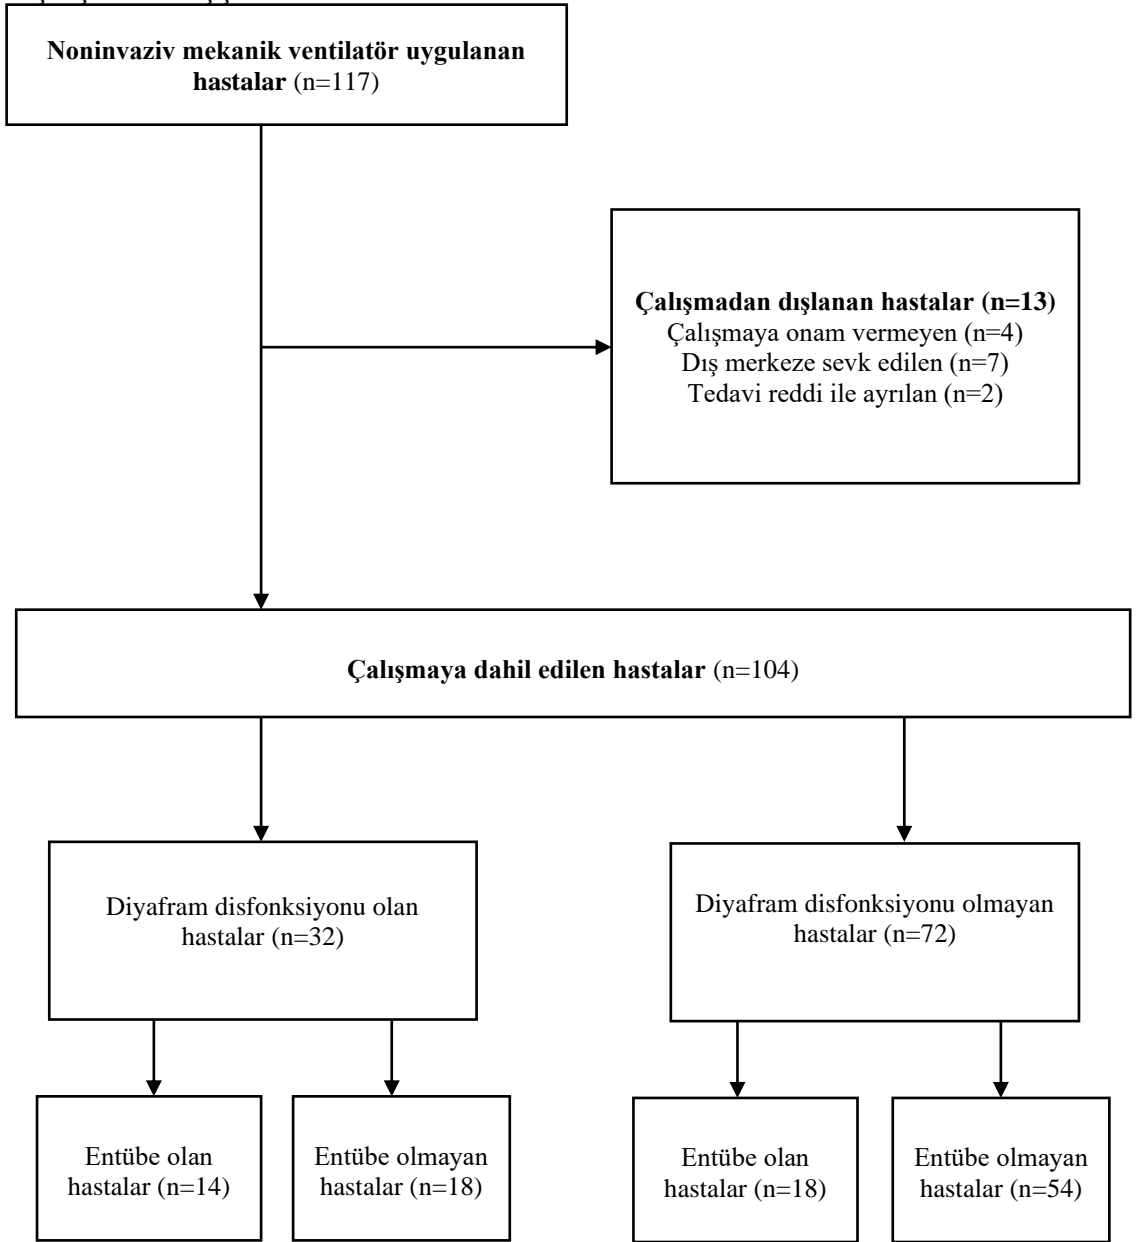 Noninvaziv mekanik ventilatör uygulanan
hastalar (n=117)
Çalışmadan dışlanan hastalar (n=13)
Çalışmaya onam vermeyen (n=4)
Dış merkeze sevk edilen (n=7)
Tedavi reddi ile ayrılan (n=2)
Çalışmaya dahil edilen hastalar (n=104)
Diyafram disfonksiyonu olan
hastalar (n=32)
Diyafram disfonksiyonu olmayan
hastalar (n=72)
Entübe olan
hastalar (n=14)
Entübe olmayan
hastalar (n=18)
Entübe olan
hastalar (n=18)
Entübe olmayan
hastalar (n=54)